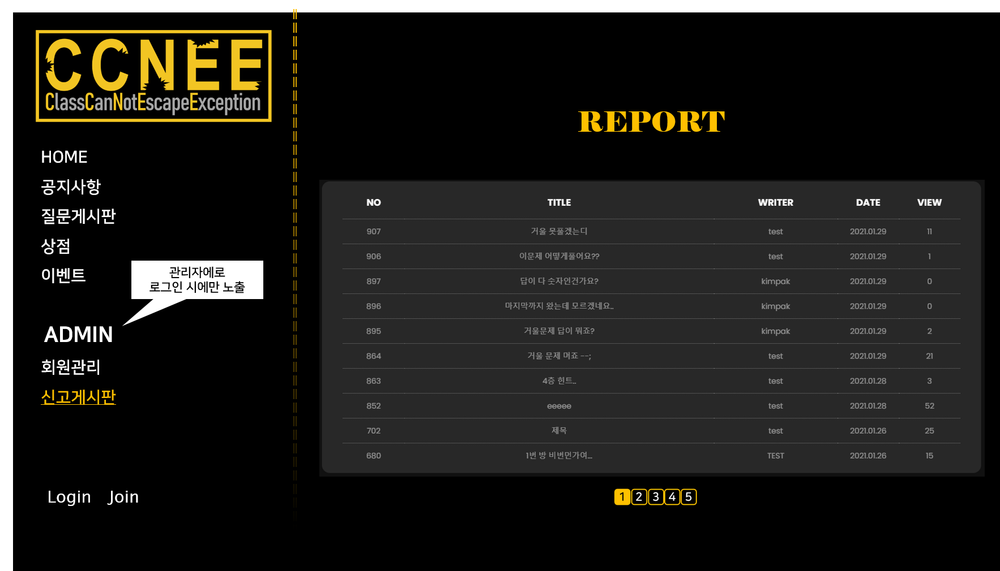 CCNEE
ClassCanNotEscapeException
HOME
공지사항
질문게시판
상점
이벤트
관리자에로
로그인 시에만 노출
ADMIN
회원관리
신고게시판
Login Join
REPORT
NO TITLE WRITER DATE VIEW
907 거울 못풀겠는디 test 2021.01.29 11
906 이문제 어떻게풀어요?? test 2021.01.29 1
897 답이 다 숫자인건가요? kimpak 2021.01.29 0
896 마지막까지 왔는데 모르겠네요.. kimpak 2021.01.29 0
895 거울문제 답이 뭐죠? kimpak 2021.01.29 2
864 거울 문제 머죠 --; test 2021.01.29 21
863 4층 힌트.. test 2021.01.28 3
852 eeeee test 2021.01.28 52
702 제목 test 2021.01.26 25
680 1번 방 비번먼가여... TEST 2021.01.26 15
1 2 3 4 5